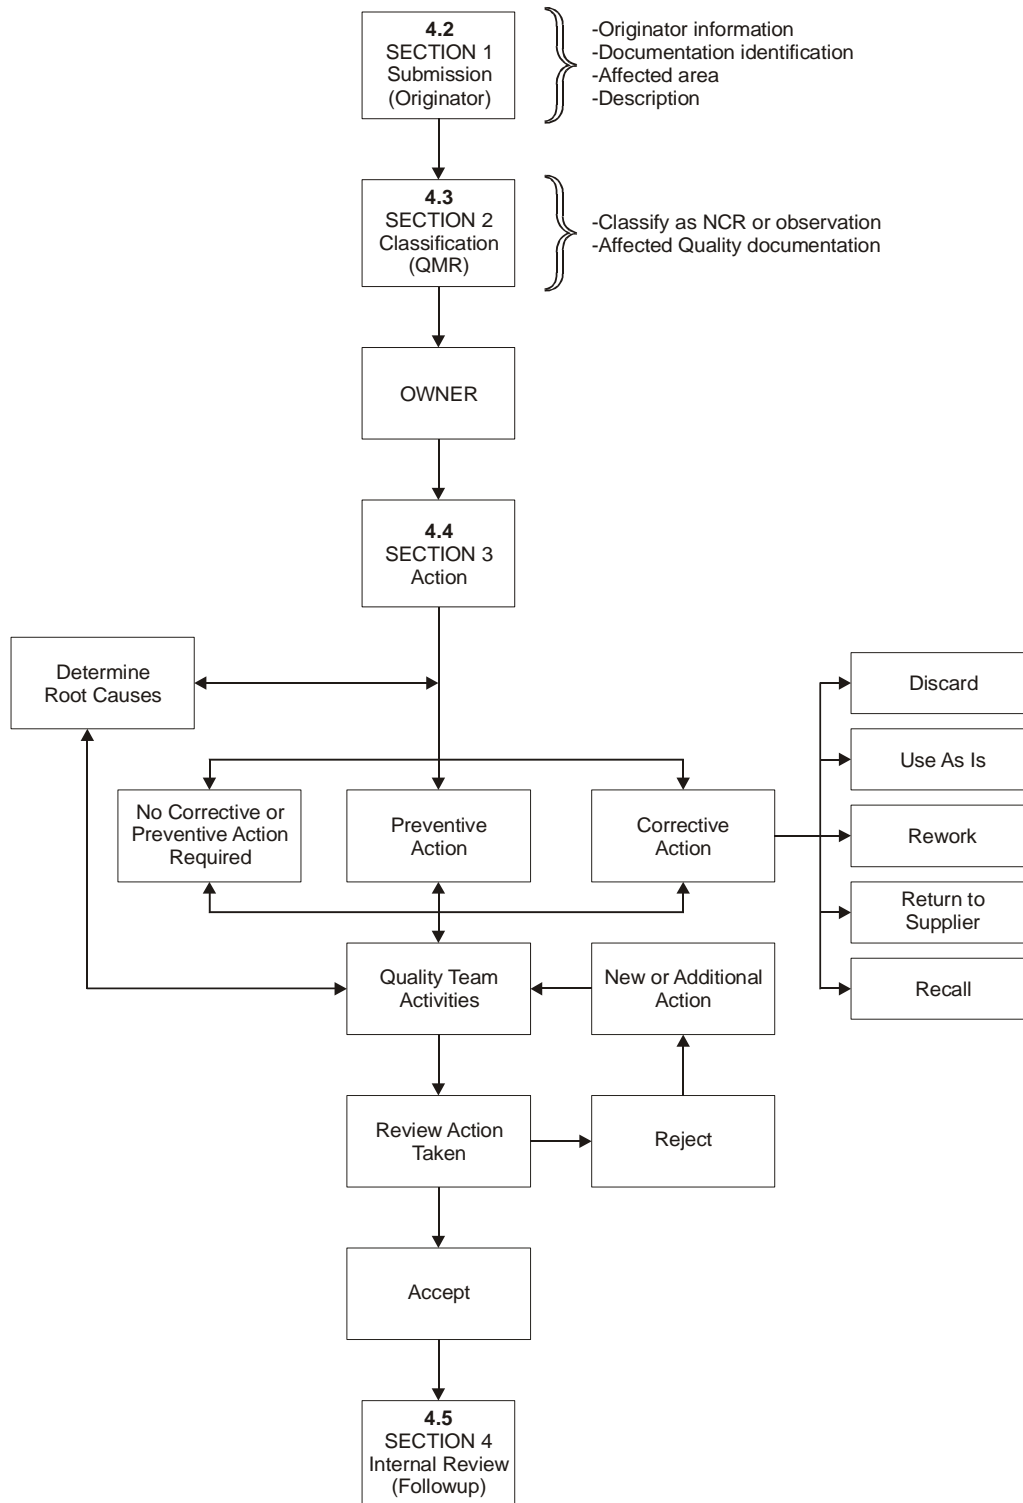 4.2
SECTION 1
Submission
(Originator)
-Originator information
-Documentation identification
-Affected area
-Description
4.3
SECTION 2
Classification
(QMR)
-Classify as NCR or observation
-Affected Quality documentation
OWNER
4.4
SECTION 3
Action
Determine
Root Causes
Discard
Use As Is
Rework
Return to
Supplier
Recall
No Corrective or
Preventive Action
Required
Preventive
Action
Corrective
Action
Quality Team
Activities
New or Additional
Action
Review Action
Taken
Reject
Accept
4.5
SECTION 4
Internal Review
(Followup)